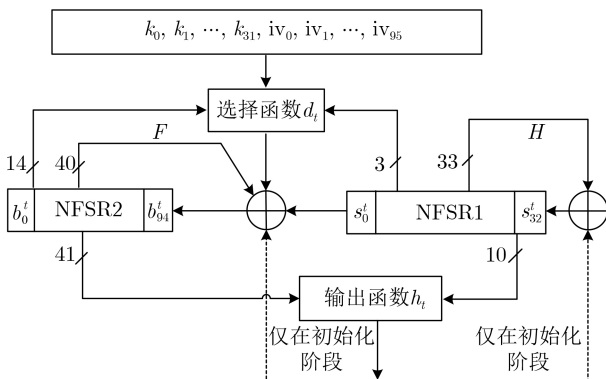 k₀, k₁, ⋯, k₃₁, iv₀, iv₁, ⋯, iv₉₅
选择函数dₜ
F
H
14
40
3
33
b₀ᵗ NFSR2 b₉₄ᵗ
s₀ᵗ NFSR1 s₃₂ᵗ
41
10
输出函数hₜ
仅在初始化
阶段
仅在初始化
阶段